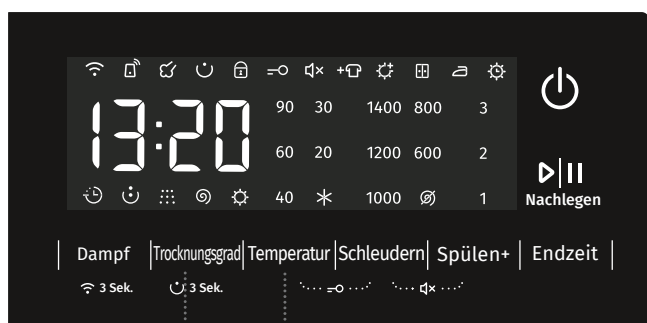 13:20
90 30 1400 800 3
60 20 1200 600 2
40 1000 1
Nachlegen
Dampf Trocknungsgrad Temperatur Schleudern Spülen+ Endzeit
3 Sek. 3 Sek.